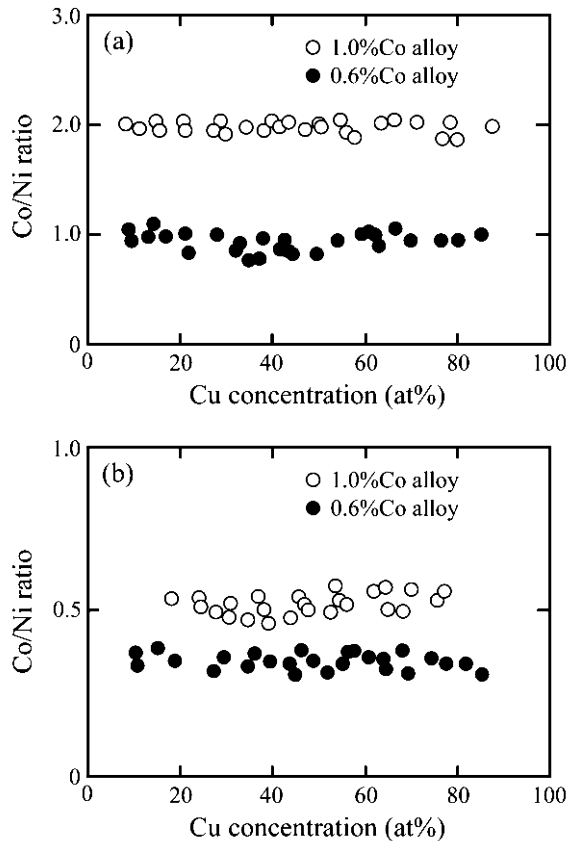 3.0
(a)
1.0%Co alloy
0.6%Co alloy
2.0
Co/Ni ratio
1.0
0
0 20 40 60 80 100
Cu concentration (at%)
1.0
(b)
1.0%Co alloy
0.6%Co alloy
Co/Ni ratio
0.5
0
0 20 40 60 80 100
Cu concentration (at%)